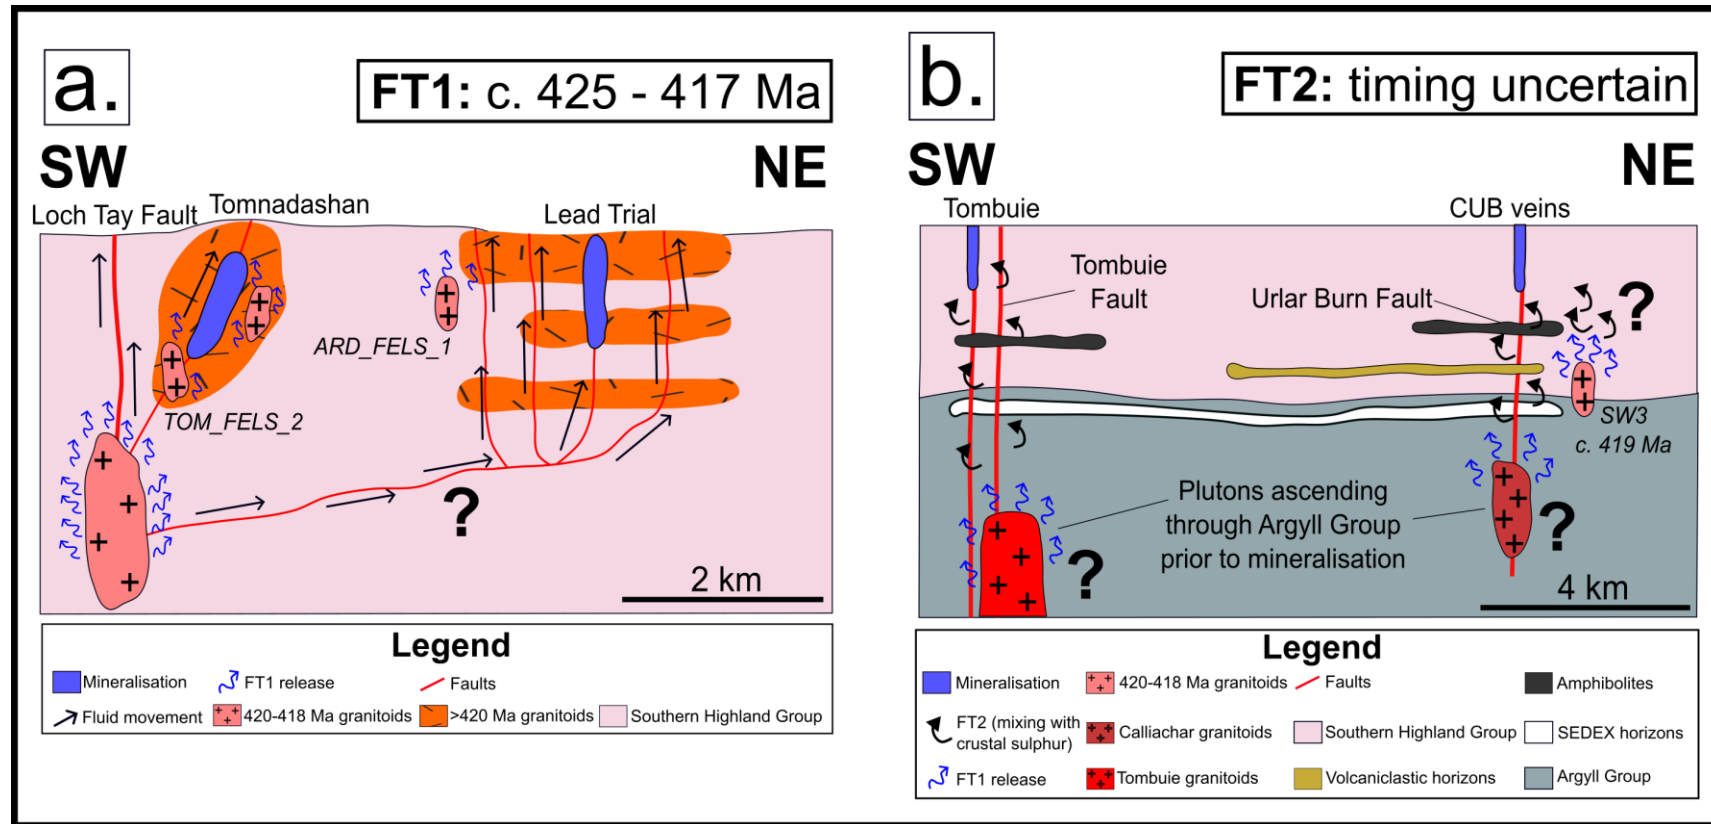 a.
FT1: c. 425 - 417 Ma
SW
NE
Loch Tay Fault
Tomnadashan
Lead Trial
ARD_FELS_1
TOM_FELS_2
?
2 km
Legend
Mineralisation
FT1 release
Faults
Fluid movement
420-418 Ma granitoids
>420 Ma granitoids
Southern Highland Group
b.
FT2: timing uncertain
SW
NE
Tombuie
CUB veins
Tombuie
Fault
Urlar Burn Fault
?
SW3
c. 419 Ma
Plutons ascending
through Argyll Group
prior to mineralisation
?
?
4 km
Legend
Mineralisation
420-418 Ma granitoids
Faults
Amphibolites
FT2 (mixing with
crustal sulphur)
Calliachar granitoids
Southern Highland Group
SEDEX horizons
FT1 release
Tombuie granitoids
Volcaniclastic horizons
Argyll Group